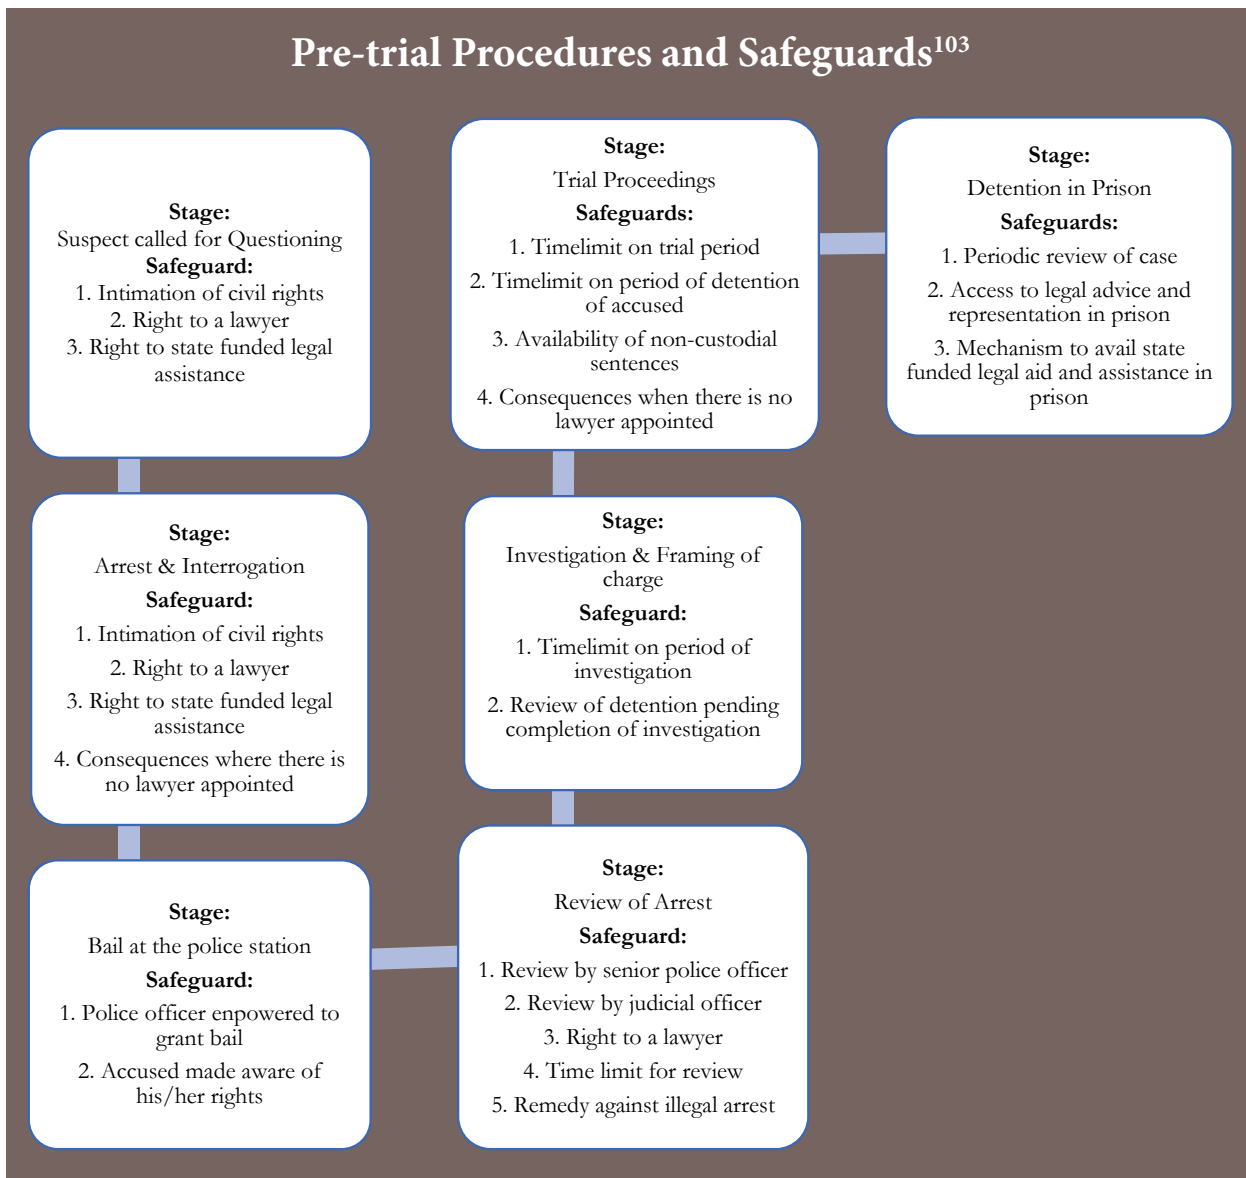 Pre-trial Procedures and Safeguards103
Stage:
Suspect called for Questioning
Safeguard:
1. Intimation of civil rights
2. Right to a lawyer
3. Right to state funded legal
assistance
Stage:
Arrest & Interrogation
Safeguard:
1. Intimation of civil rights
2. Right to a lawyer
3. Right to state funded legal
assistance
4. Consequences where there is
no lawyer appointed
Stage:
Bail at the police station
Safeguard:
1. Police officer enpowered to
grant bail
2. Accused made aware of
his/her rights
Stage:
Review of Arrest
Safeguard:
1. Review by senior police officer
2. Review by judicial officer
3. Right to a lawyer
4. Time limit for review
5. Remedy against illegal arrest
Stage:
Investigation & Framing of
charge
Safeguard:
1. Timelimit on period of
investigation
2. Review of detention pending
completion of investigation
Stage:
Trial Proceedings
Safeguards:
1. Timelimit on trial period
2. Timelimit on period of detention
of accused
3. Availability of non-custodial
sentences
4. Consequences when there is no
lawyer appointed
Stage:
Detention in Prison
Safeguards:
1. Periodic review of case
2. Access to legal advice and
representation in prison
3. Mechanism to avail state
funded legal aid and assistance in
prison